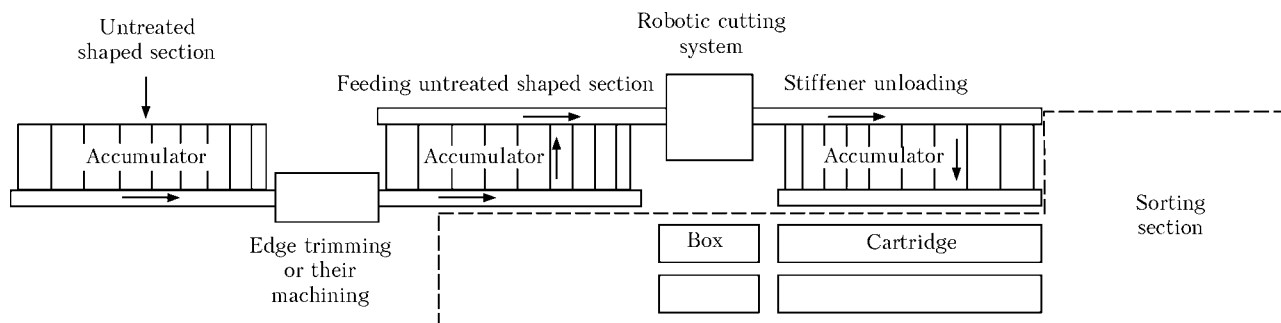 Untreated
shaped section
Robotic cutting
system
Feeding untreated shaped section
Stiffener unloading
Accumulator
Accumulator
Accumulator
Edge trimming
or their
machining
Box
Cartridge
Sorting
section